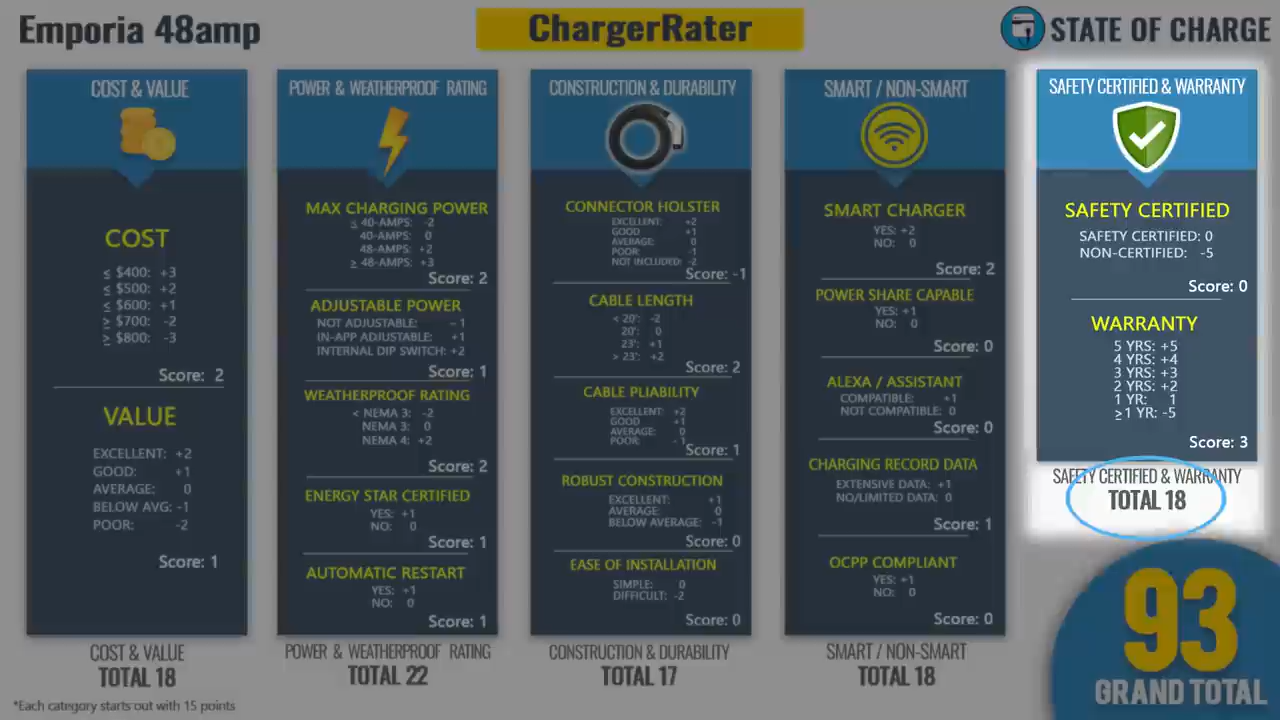 Emporia 48amp
ChargerRater
STATE OF CHARGE
COST & VALUE
COST
≤ $400: +3
≤ $500: +2
≤ $600: +1
≥ $700: -2
≥ $800: -3
Score: 2
VALUE
EXCELLENT: +2
GOOD: +1
AVERAGE: 0
BELOW AVG: -1
POOR: -2
Score: 1
COST & VALUE
TOTAL 18
*Each category starts out with 15 points
POWER & WEATHERPROOF RATING
MAX CHARGING POWER
≤ 40-AMPS: -2
40-AMPS: 0
48-AMPS: +2
≥ 48-AMPS: +3
Score: 2
ADJUSTABLE POWER
NOT ADJUSTABLE: -1
IN-APP ADJUSTABLE: +1
INTERNAL DIP SWITCH: +2
Score: 1
WEATHERPROOF RATING
< NEMA 3: -2
NEMA 3: 0
NEMA 4: +2
Score: 2
ENERGY STAR CERTIFIED
YES: +1
NO: 0
Score: 1
AUTOMATIC RESTART
YES: +1
NO: 0
Score: 1
POWER & WEATHERPROOF RATING
TOTAL 22
CONSTRUCTION & DURABILITY
CONNECTOR HOLSTER
EXCELLENT: +2
GOOD +1
AVERAGE: 0
POOR: -1
NOT INCLUDED: -2
Score: -1
CABLE LENGTH
< 20': -2
20': 0
23': +1
> 23': +2
Score: 2
CABLE PLIABILITY
EXCELLENT: +2
GOOD +1
AVERAGE: 0
POOR: -1
Score: 1
ROBUST CONSTRUCTION
EXCELLENT: +1
AVERAGE: 0
BELOW AVERAGE: -1
Score: 0
EASE OF INSTALLATION
SIMPLE: 0
DIFFICULT: -2
Score: 0
CONSTRUCTION & DURABILITY
TOTAL 17
SMART / NON-SMART
SMART CHARGER
YES: +2
NO: 0
Score: 2
POWER SHARE CAPABLE
YES: +1
NO: 0
Score: 0
ALEXA / ASSISTANT
COMPATIBLE: +1
NOT COMPATIBLE: 0
Score: 0
CHARGING RECORD DATA
EXTENSIVE DATA: +1
NO/LIMITED DATA: 0
Score: 1
OCPP COMPLIANT
YES: +1
NO: 0
Score: 0
SMART / NON-SMART
TOTAL 18
SAFETY CERTIFIED & WARRANTY
SAFETY CERTIFIED
SAFETY CERTIFIED: 0
NON-CERTIFIED: -5
Score: 0
WARRANTY
5 YRS: +5
4 YRS: +4
3 YRS: +3
2 YRS: +2
1 YR: 1
≥1 YR: -5
Score: 3
SAFETY CERTIFIED & WARRANTY
TOTAL 18
93
GRAND TOTAL